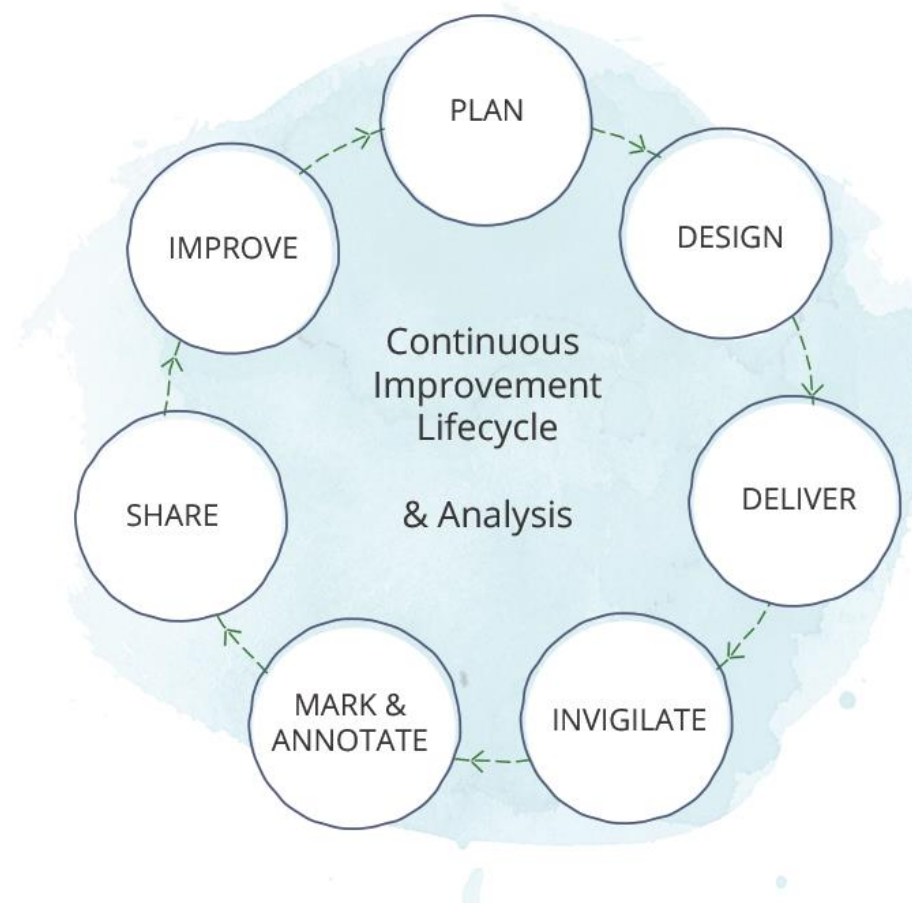 PLAN
DESIGN
DELIVER
INVIGILATE
MARK &
ANNOTATE
SHARE
IMPROVE
Continuous
Improvement
Lifecycle
& Analysis